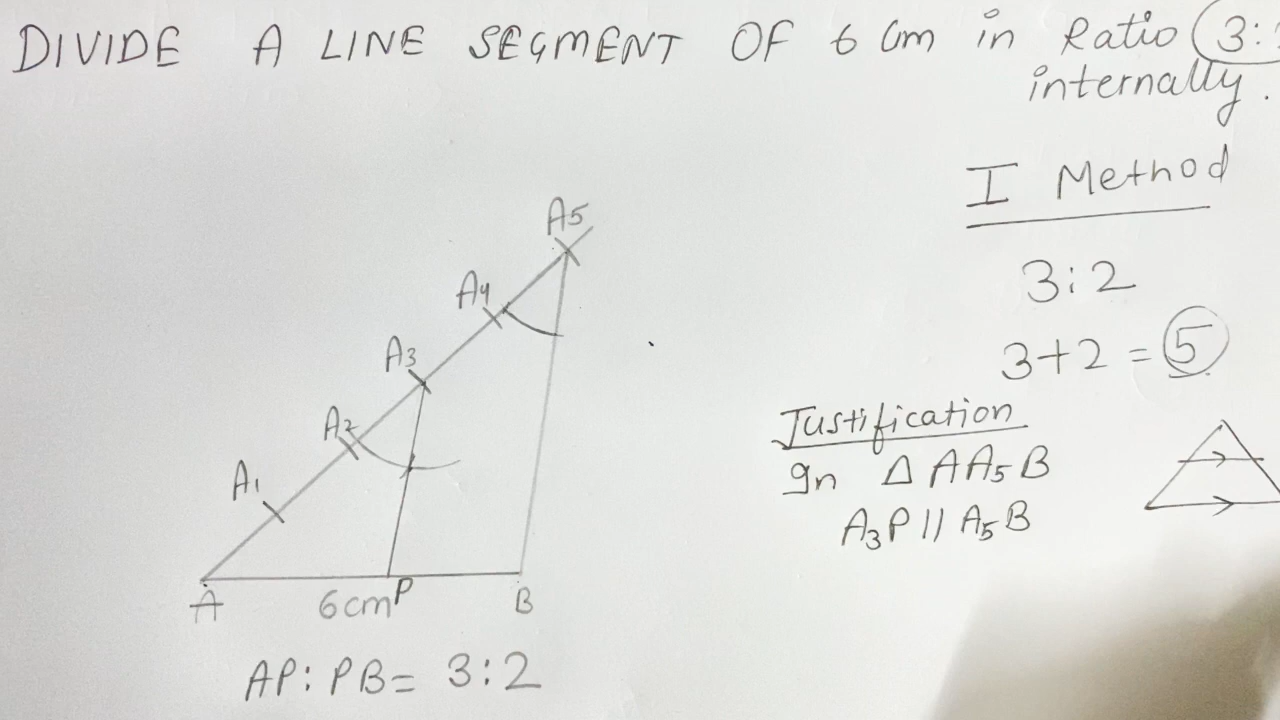 DIVIDE A LINE SEGMENT OF 6 Cm in Ratio (3:
internally.
I Method
3:2
3+2 = 5
Justification
In △ AA5B
A3P || A5B
A5
A4
A3
A2
A1
A 6cm P B
AP : PB = 3:2